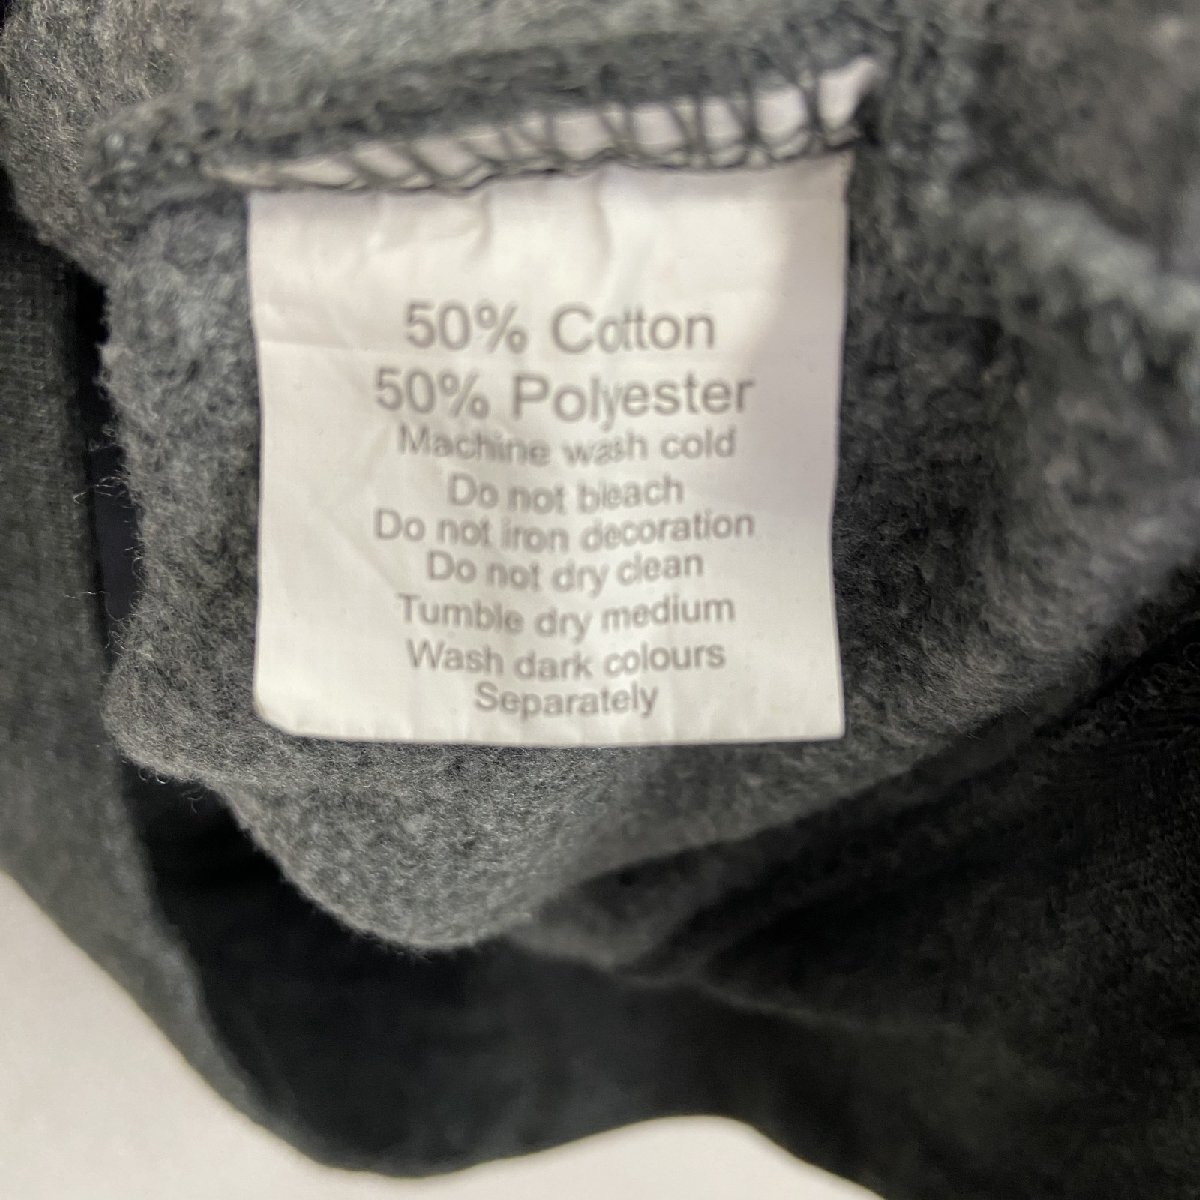 50% Cotton
50% Polyester
Machine wash cold
Do not bleach
Do not iron decoration
Do not dry clean
Tumble dry medium
Wash dark colours
Separately